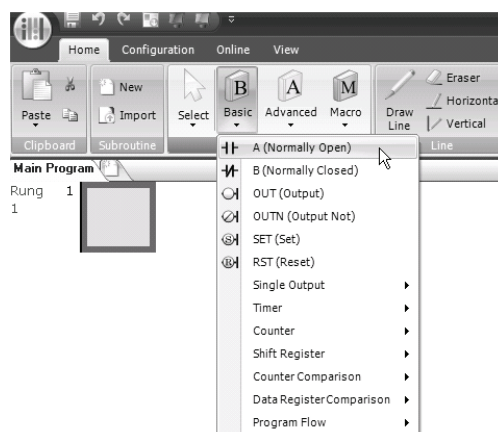 Home Configuration Online View
Paste New Import Select B Basic A Advanced M Macro Draw Line Eraser Horizonta Vertical
Clipboard Subroutine Line
Main Program
Rung 1
1
A (Normally Open)
B (Normally Closed)
OUT (Output)
OUTN (Output Not)
S SET (Set)
R RST (Reset)
Single Output
Timer
Counter
Shift Register
Counter Comparison
Data Register Comparison
Program Flow